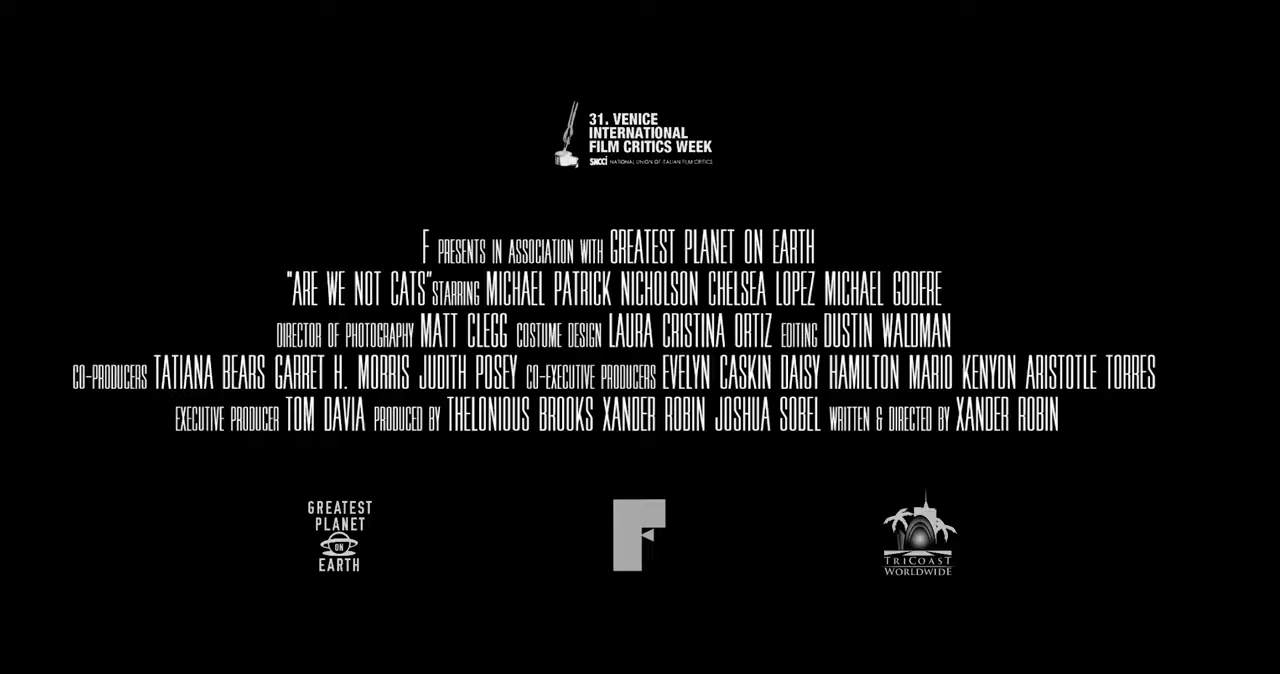 31. VENICE
INTERNATIONAL
FILM CRITICS WEEK
sncci NATIONAL UNION OF ITALIAN FILM CRITICS
F PRESENTS IN ASSOCIATION WITH GREATEST PLANET ON EARTH
"ARE WE NOT CATS" STARRING MICHAEL PATRICK NICHOLSON CHELSEA LOPEZ MICHAEL GODERE
DIRECTOR OF PHOTOGRAPHY MATT CLEGG COSTUME DESIGN LAURA CRISTINA ORTIZ EDITING DUSTIN WALDMAN
CO-PRODUCERS TATIANA BEARS GARRET H. MORRIS JUDITH POSEY CO-EXECUTIVE PRODUCERS EVELYN CASKIN DAISY HAMILTON MARIO KENYON ARISTOTLE TORRES
EXECUTIVE PRODUCER TOM DAVIA PRODUCED BY THELONIOUS BROOKS XANDER ROBIN JOSHUA SOBEL WRITTEN & DIRECTED BY XANDER ROBIN
GREATEST
PLANET
ON
EARTH
F
TRICOAST
WORLDWIDE